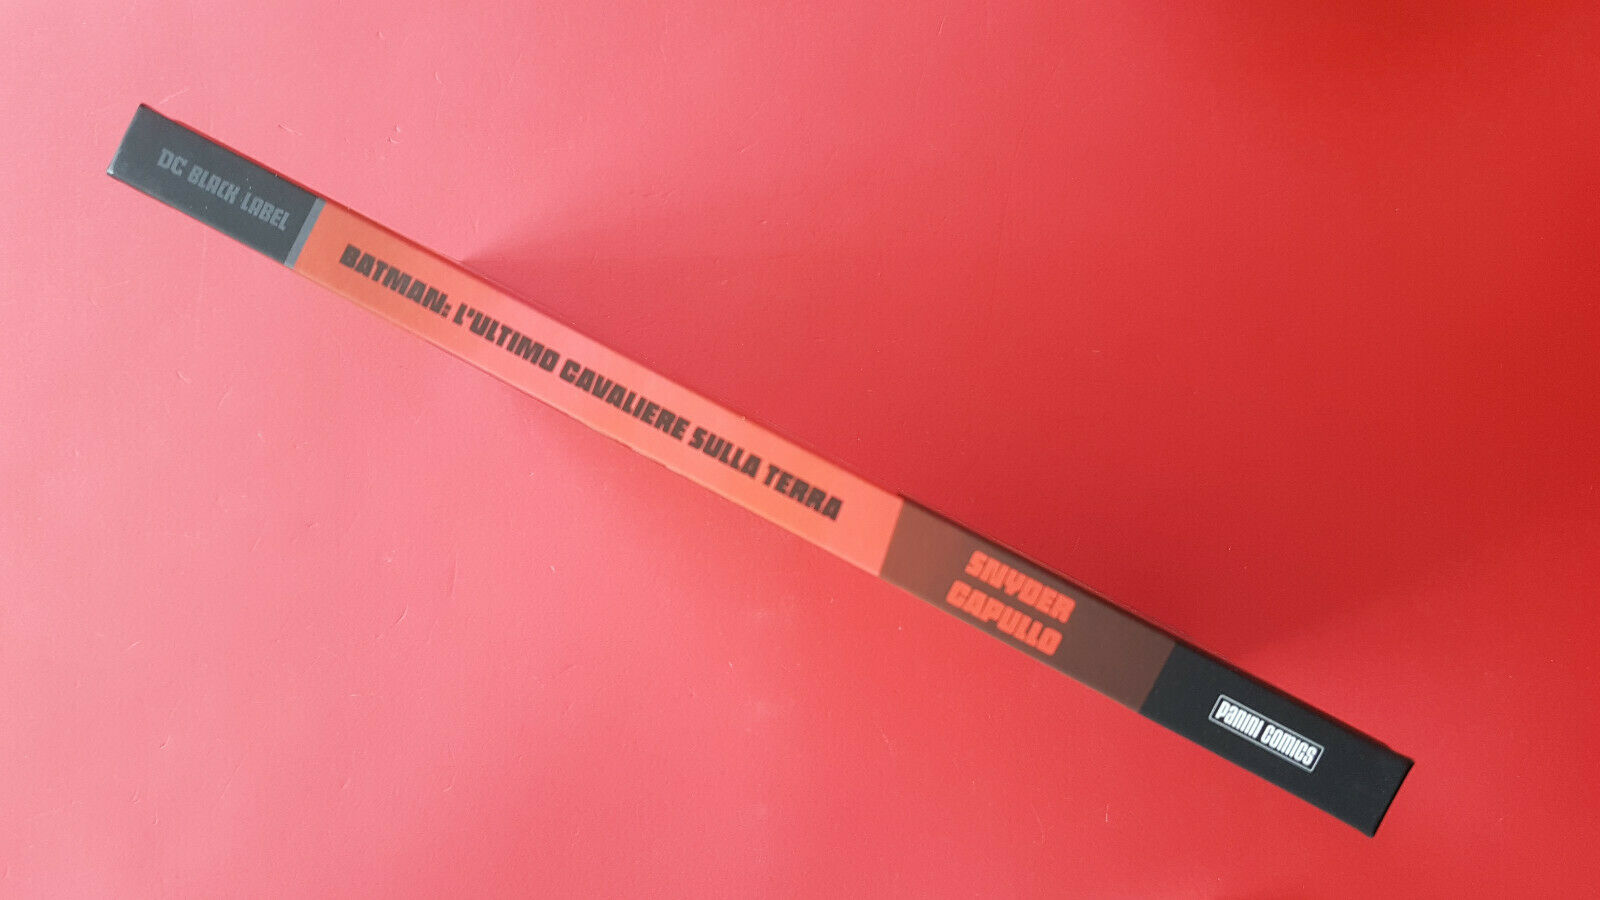 DC BLACK LABEL
BATMAN: L'ULTIMO CAVALIERE SULLA TERRA
SNYDER
CAPULLO
PANINI COMICS